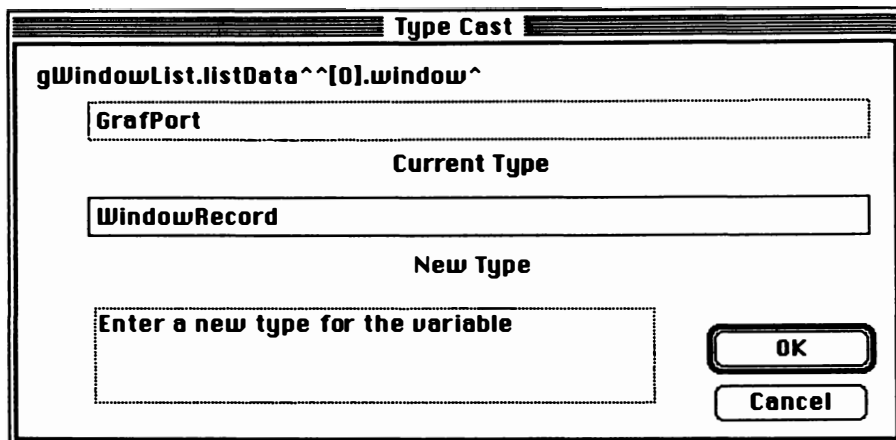 Type Cast
gWindowList.listData^^[0].window^
GrafPort
Current Type
WindowRecord
New Type
Enter a new type for the variable
OK
Cancel